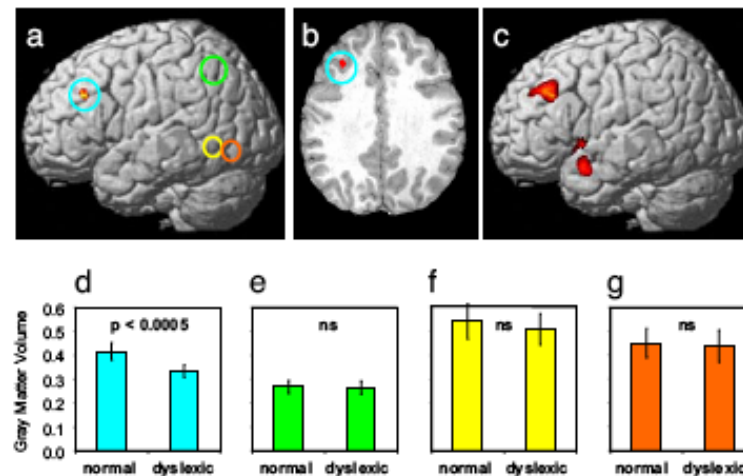 a
b
c
d
e
f
g
Gray Matter Volume
0.6
0.5
0.4
0.3
0.2
0.1
0.0
p < 0.0005
ns
ns
ns
normal dyslexic
normal dyslexic
normal dyslexic
normal dyslexic